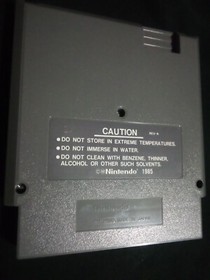 CAUTION
REV-A
• DO NOT STORE IN EXTREME TEMPERATURES.
• DO NOT IMMERSE IN WATER.
• DO NOT CLEAN WITH BENZENE, THINNER,
ALCOHOL OR OTHER SUCH SOLVENTS.
©®Nintendo 1985